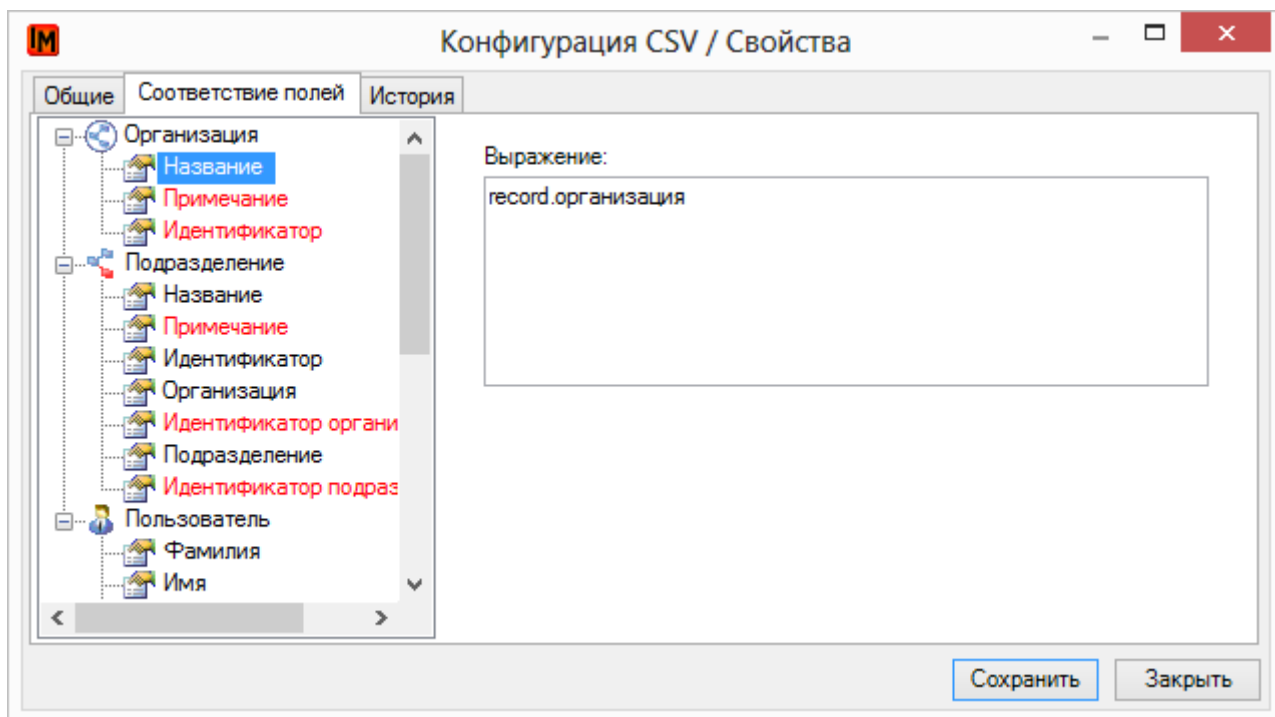 IM
Конфигурация CSV / Свойства
Общие
Соответствие полей
История
Организация
Название
Примечание
Идентификатор
Подразделение
Название
Примечание
Идентификатор
Организация
Идентификатор органи
Подразделение
Идентификатор подраз
Пользователь
Фамилия
Имя
Выражение:
record.организация
Сохранить
Закрыть